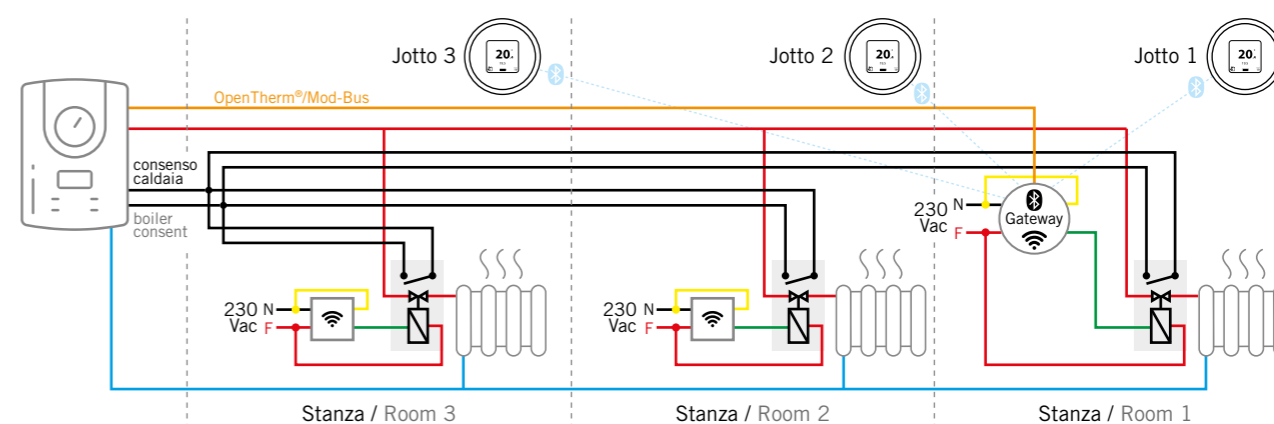 Jotto 3
20
Jotto 2
20
Jotto 1
20
OpenTherm®/Mod-Bus
consenso
caldaia
boiler
consent
230 N
Vac F
Gateway
230 N
Vac F
230 N
Vac F
Stanza / Room 3
Stanza / Room 2
Stanza / Room 1